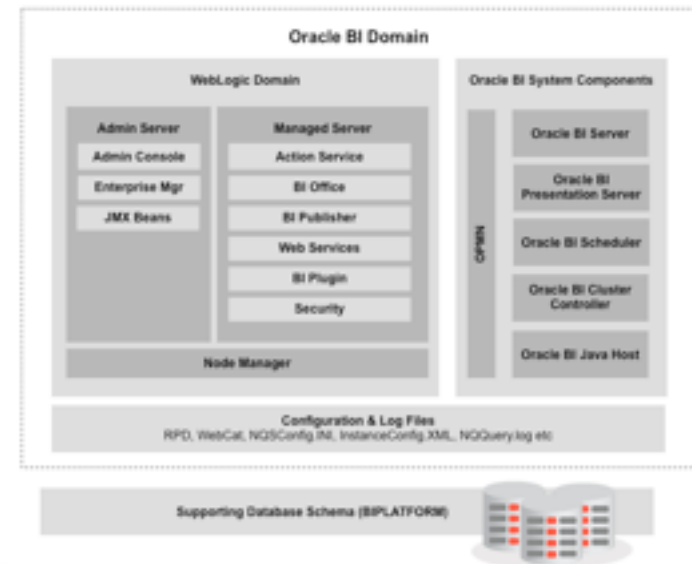 Oracle BI Domain
WebLogic Domain
Admin Server
Admin Console
Enterprise Mgr
JMX Beans
Managed Server
Action Service
BI Office
BI Publisher
Web Services
BI Plugin
Security
Node Manager
Oracle BI System Components
OPMN
Oracle BI Server
Oracle BI
Presentation Server
Oracle BI Scheduler
Oracle BI Cluster
Controller
Oracle BI Java Host
Configuration & Log Files
RPD, WebCat, NQSConfig.INI, InstanceConfig.XML, NQQuery.log etc
Supporting Database Schema (BIPLATFORM)